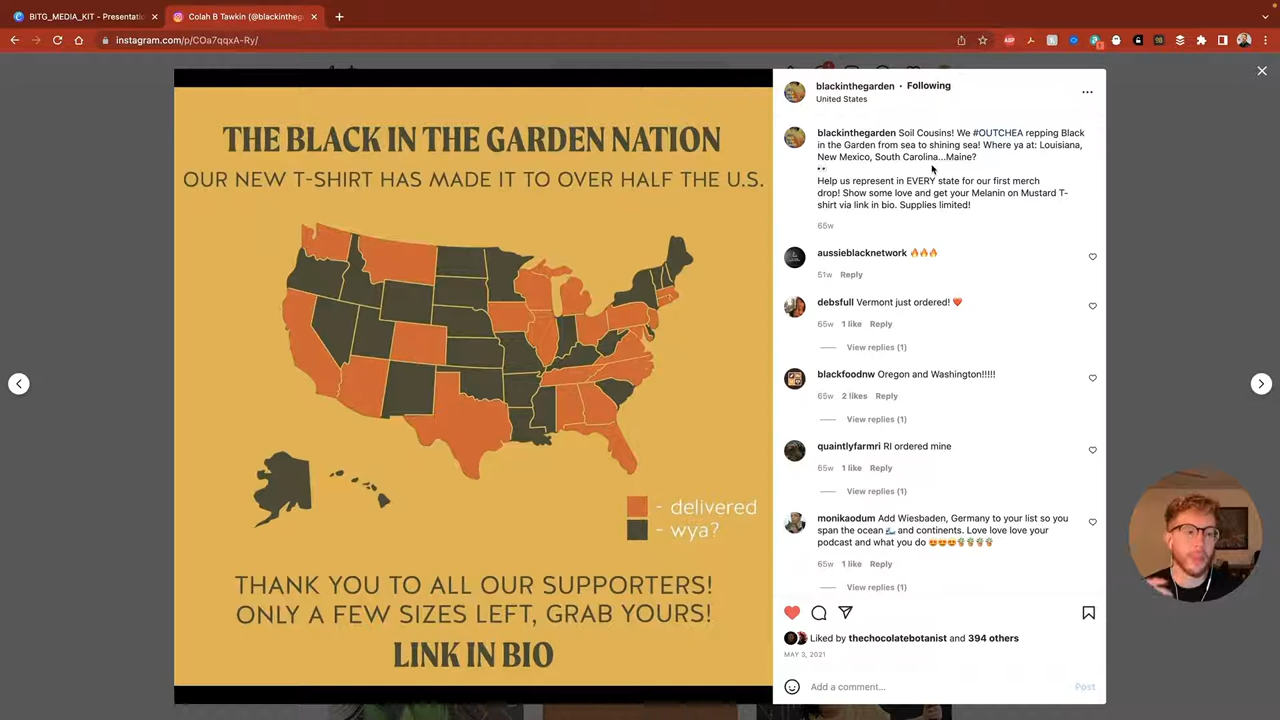 BITG_MEDIA_KIT - Presentatio
Colah B Tawkin (@blackintheg
instagram.com/p/COa7qqxA-Ry/
THE BLACK IN THE GARDEN NATION
OUR NEW T-SHIRT HAS MADE IT TO OVER HALF THE U.S.
- delivered
- wya?
THANK YOU TO ALL OUR SUPPORTERS!
ONLY A FEW SIZES LEFT, GRAB YOURS!
LINK IN BIO
blackinthegarden • Following
United States
blackinthegarden Soil Cousins! We #OUTCHEA repping Black
in the Garden from sea to shining sea! Where ya at: Louisiana,
New Mexico, South Carolina...Maine?
👀
Help us represent in EVERY state for our first merch
drop! Show some love and get your Melanin on Mustard T-
shirt via link in bio. Supplies limited!
65w
aussieblacknetwork 🔥🔥🔥
51w Reply
debsfull Vermont just ordered! ❤️
65w 1 like Reply
View replies (1)
blackfoodnw Oregon and Washington!!!!!
65w 2 likes Reply
View replies (1)
quaintlyfarmri RI ordered mine
65w 1 like Reply
View replies (1)
monikaodum Add Wiesbaden, Germany to your list so you
span the ocean 🌊 and continents. Love love love your
podcast and what you do 😍😍😍🪴🪴🪴🪴
65w 1 like Reply
View replies (1)
Liked by thechocolatebotanist and 394 others
MAY 3, 2021
Add a comment...
Post